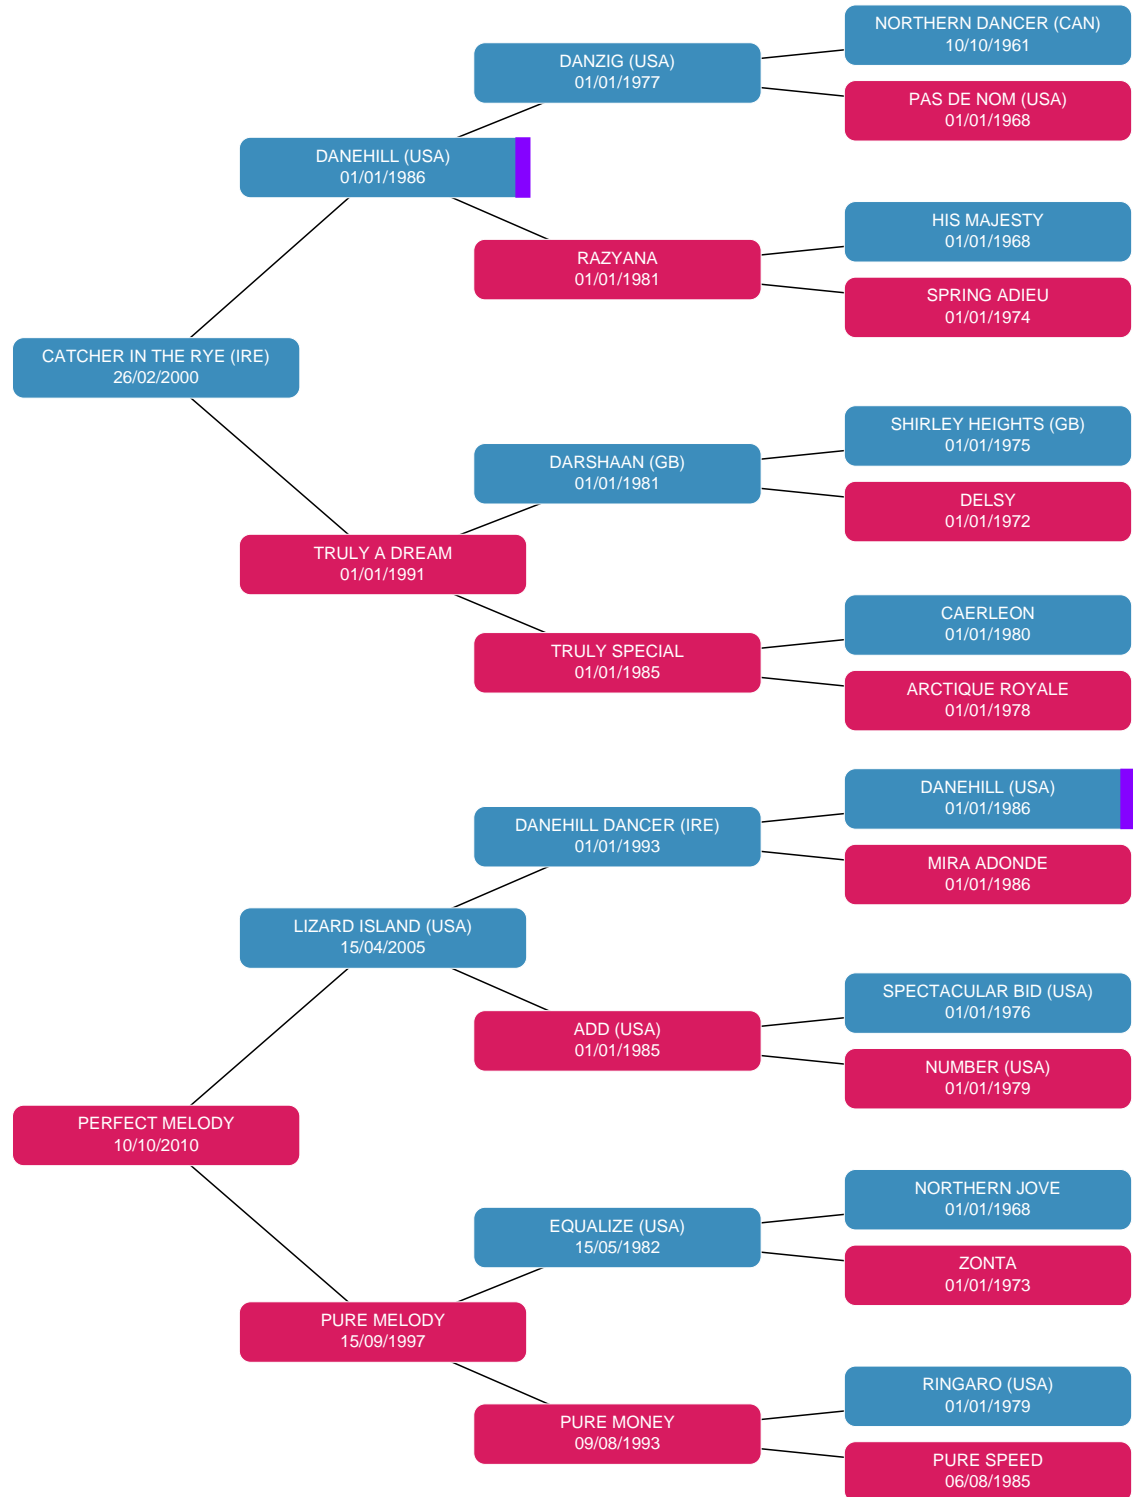 NORTHERN DANCER (CAN)
10/10/1961
DANZIG (USA)
01/01/1977
PAS DE NOM (USA)
01/01/1968
DANEHILL (USA)
01/01/1986
HIS MAJESTY
01/01/1968
RAZYANA
01/01/1981
SPRING ADIEU
01/01/1974
CATCHER IN THE RYE (IRE)
26/02/2000
SHIRLEY HEIGHTS (GB)
01/01/1975
DARSHAAN (GB)
01/01/1981
DELSY
01/01/1972
TRULY A DREAM
01/01/1991
CAERLEON
01/01/1980
TRULY SPECIAL
01/01/1985
ARCTIQUE ROYALE
01/01/1978
DANEHILL (USA)
01/01/1986
DANEHILL DANCER (IRE)
01/01/1993
MIRA ADONDE
01/01/1986
LIZARD ISLAND (USA)
15/04/2005
SPECTACULAR BID (USA)
01/01/1976
ADD (USA)
01/01/1985
NUMBER (USA)
01/01/1979
PERFECT MELODY
10/10/2010
NORTHERN JOVE
01/01/1968
EQUALIZE (USA)
15/05/1982
ZONTA
01/01/1973
PURE MELODY
15/09/1997
RINGARO (USA)
01/01/1979
PURE MONEY
09/08/1993
PURE SPEED
06/08/1985